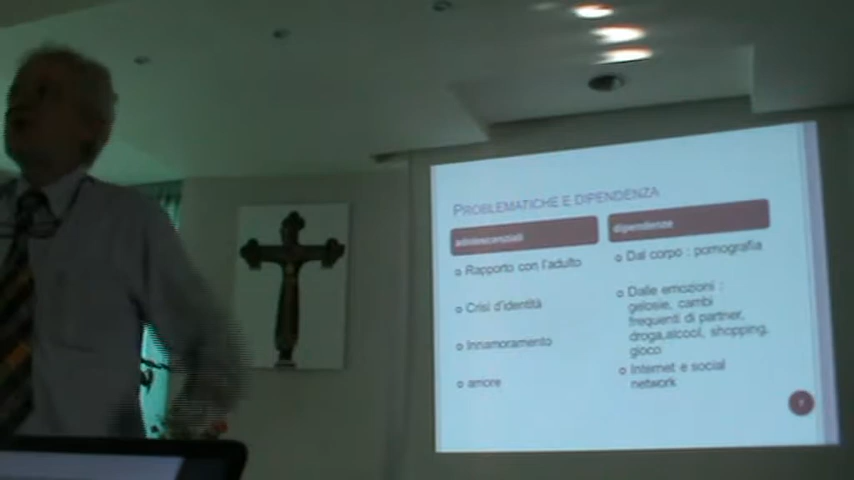 PROBLEMATICHE E DIPENDENZA
adolescenziali
dipendenze
Rapporto con l'adulto
Crisi d'identità
Innamoramento
amore
Dal corpo : pornografia
Dalle emozioni :
gelosie, cambi
frequenti di partner,
droga,alcool, shopping,
gioco
Internet e social
network